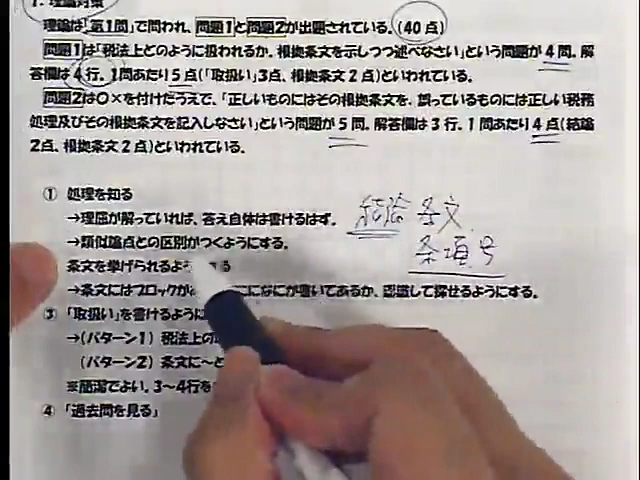 1. 理論対策
理論は「第1問」で問われ、問題1と問題2が出題されている。(40点)
問題1は「税法上どのように扱われるか、根拠条文を示しつつ述べなさい」という問題が4問。解
答欄は4行。1問あたり5点(「取扱い」3点、根拠条文2点)といわれている。
問題2は〇×を付けたうえで、「正しいものにはその根拠条文を、誤っているものには正しい税務
処理及びその根拠条文を記入しなさい」という問題が5問。解答欄は3行。1問あたり4点(結論
2点、根拠条文2点)といわれている。
① 処理を知る
→理屈が解っていれば、答え自体は書けるはず。
→類似論点との区別がつくようにする。
結論 条文
条項号
条文を挙げられるよう る
→条文にはブロックが になにが書いてあるか、認識して探せるようにする。
③ 「取扱い」を書けるように
→(パターン1) 税法上の
(パターン2) 条文に～と
※簡潔でよい。3～4行を
④ 「過去問を見る」